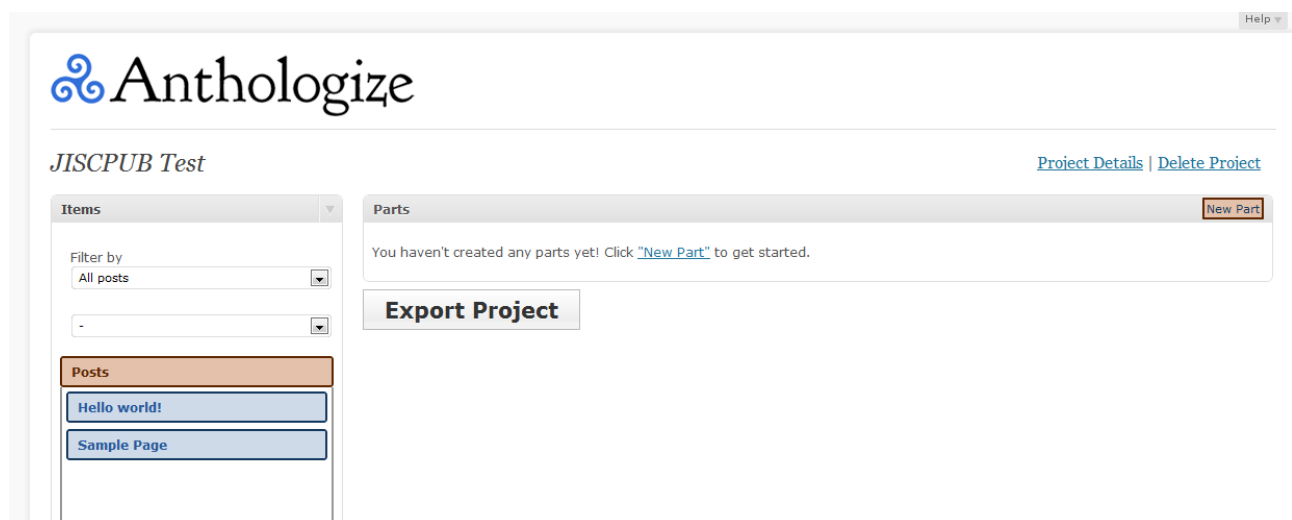 Help
Anthologize
JISCPUB Test
Project Details | Delete Project
Items
Parts
New Part
Filter by
All posts
-
You haven't created any parts yet! Click "New Part" to get started.
Export Project
Posts
Hello world!
Sample Page